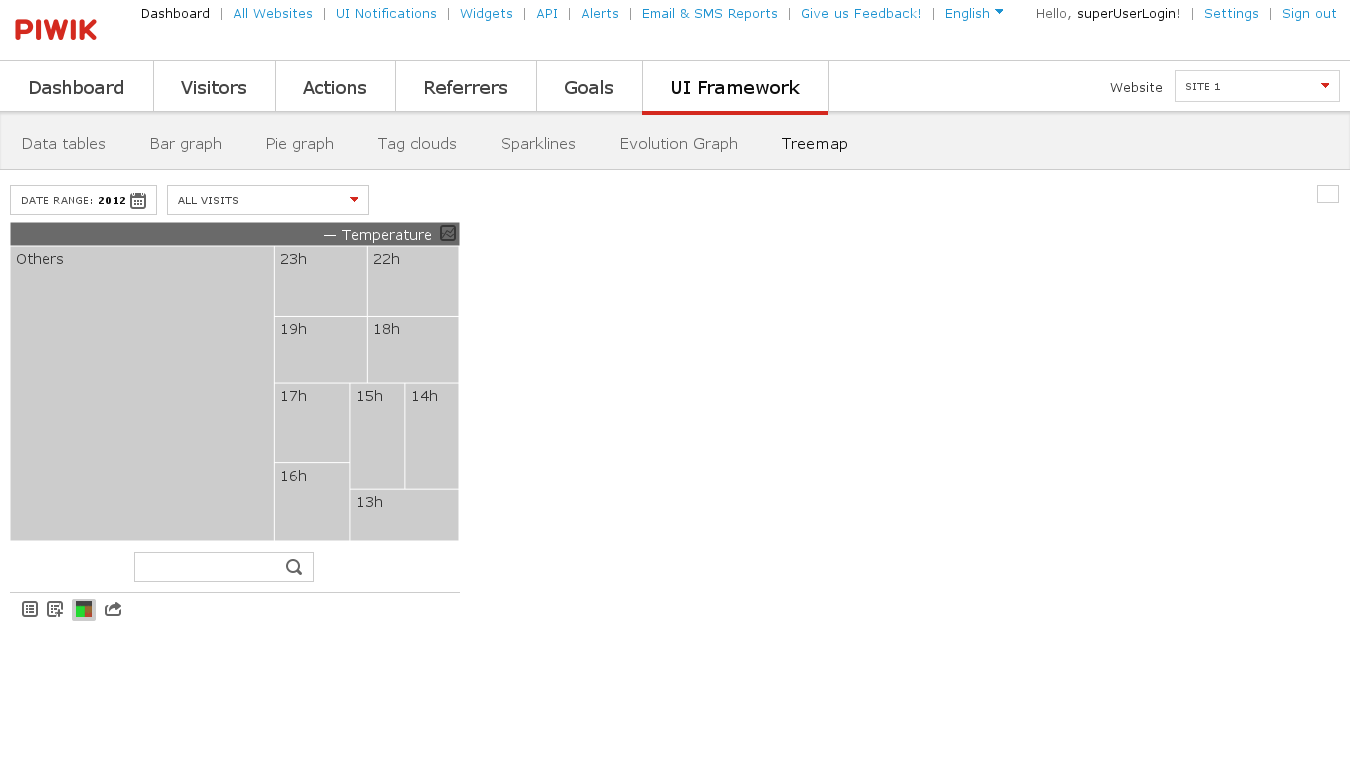 PIWIK
Dashboard | All Websites | UI Notifications | Widgets | API | Alerts | Email & SMS Reports | Give us Feedback! | English
Hello, superUserLogin! | Settings | Sign out
Dashboard Visitors Actions Referrers Goals UI Framework
Website SITE 1
Data tables Bar graph Pie graph Tag clouds Sparklines Evolution Graph Treemap
DATE RANGE: 2012 ALL VISITS
— Temperature
Others 23h 22h
19h 18h
17h 15h 14h
16h
13h